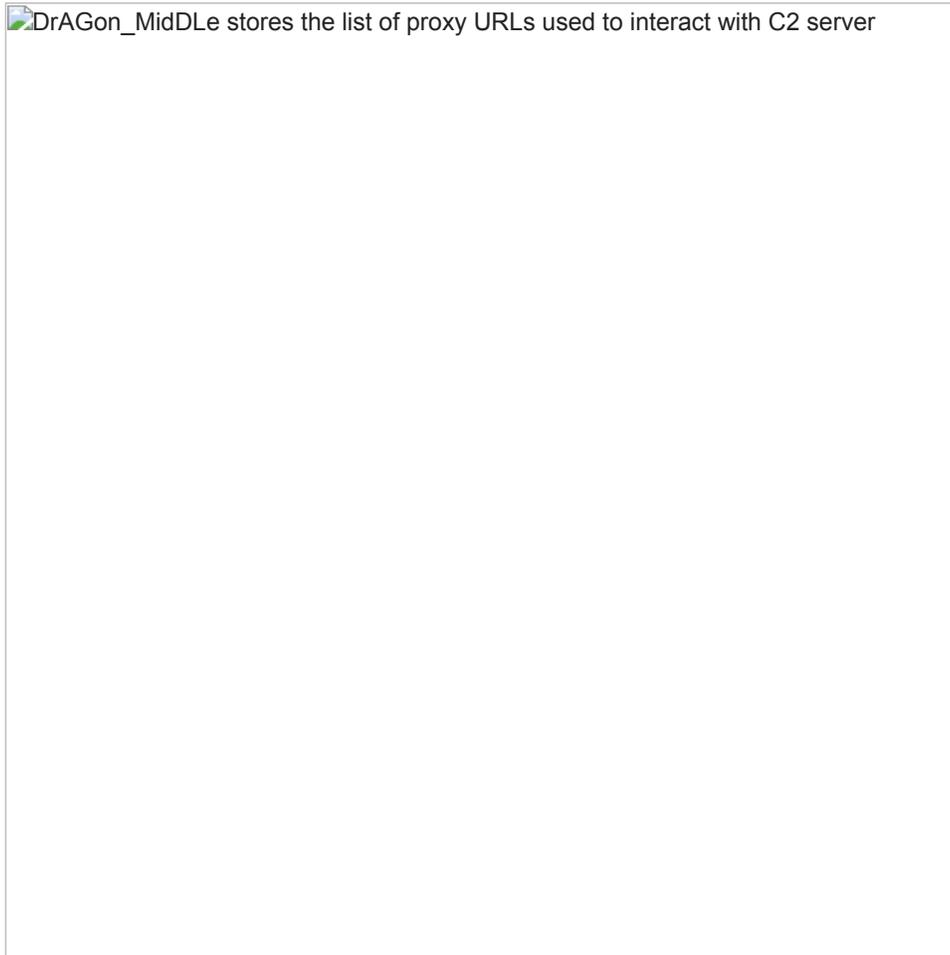 DrAGon_MidDLe stores the list of proxy URLs used to interact with C2 server